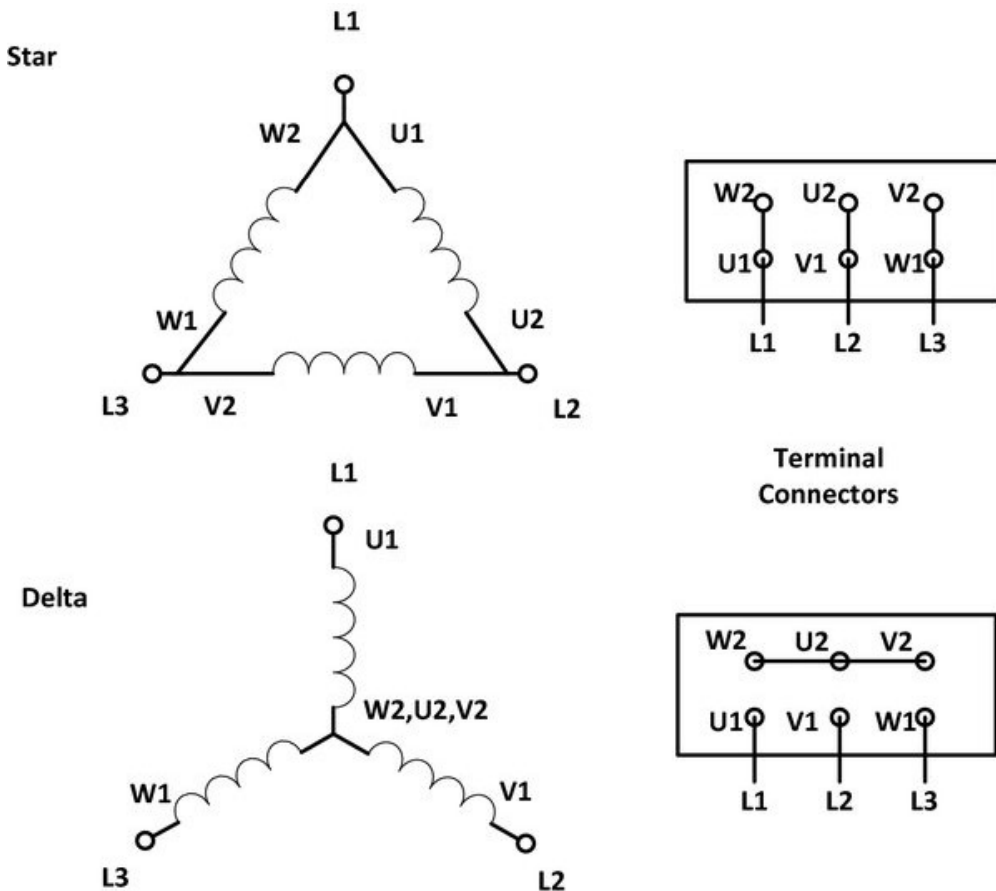 L1
Star
W2 U1
W2 U2 V2
U1 V1 W1
W1 U2
L1 L2 L3
L3 V2 V1 L2
Terminal
Connectors
L1
U1
Delta
W2 U2 V2
W2,U2,V2
U1 V1 W1
W1 V1
L1 L2 L3
L3 L2